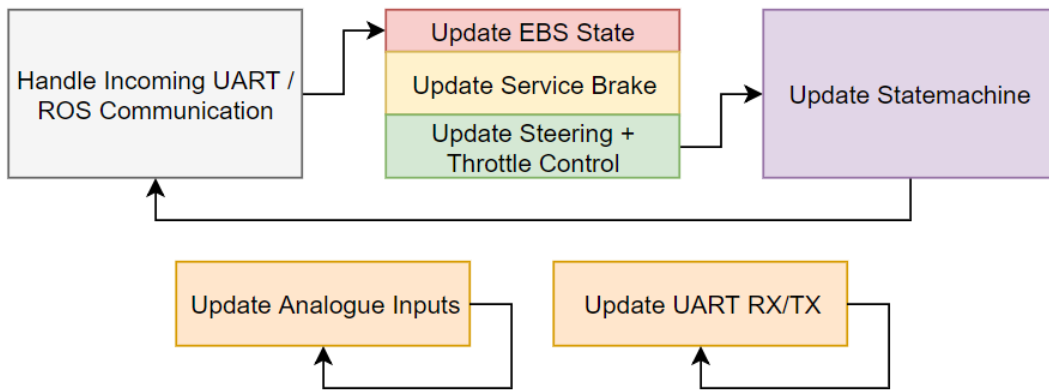 Handle Incoming UART /
ROS Communication
Update EBS State
Update Service Brake
Update Steering +
Throttle Control
Update Statemachine
Update Analogue Inputs
Update UART RX/TX